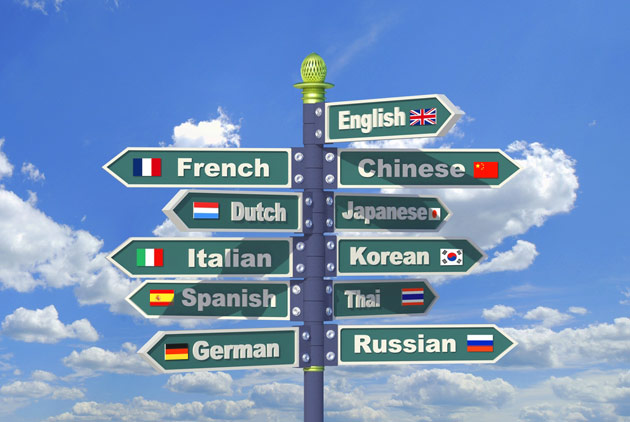 English
French
Chinese
Dutch
Japanese
Italian
Korean
Spanish
Thai
German
Russian